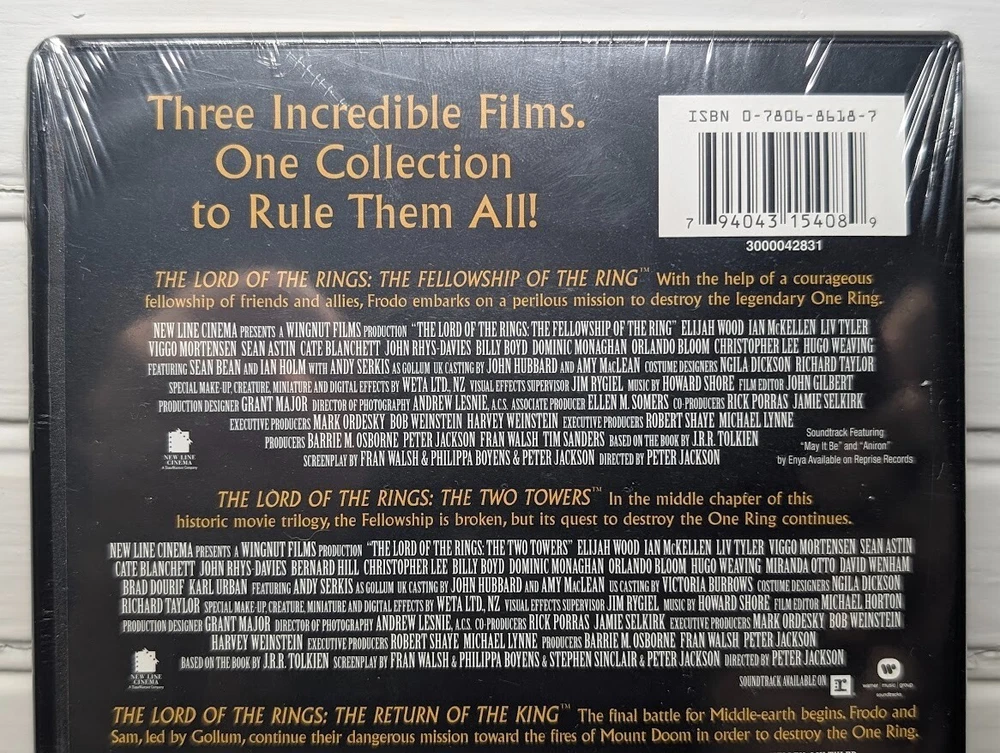 Three Incredible Films.
One Collection
to Rule Them All!
ISBN 0-7806-8618-7
7 94043 15408 9
3000042831
THE LORD OF THE RINGS: THE FELLOWSHIP OF THE RING™ With the help of a courageous
fellowship of friends and allies, Frodo embarks on a perilous mission to destroy the legendary One Ring.
NEW LINE CINEMA PRESENTS A WINGNUT FILMS PRODUCTION "THE LORD OF THE RINGS: THE FELLOWSHIP OF THE RING" ELIJAH WOOD IAN McKELLEN LIV TYLER
VIGGO MORTENSEN SEAN ASTIN CATE BLANCHETT JOHN RHYS-DAVIES BILLY BOYD DOMINIC MONAGHAN ORLANDO BLOOM CHRISTOPHER LEE HUGO WEAVING
FEATURING SEAN BEAN AND IAN HOLM WITH ANDY SERKIS AS GOLLUM UK CASTING BY JOHN HUBBARD AND AMY MacLEAN COSTUME DESIGNERS NGILA DICKSON RICHARD TAYLOR
SPECIAL MAKE-UP, CREATURE, MINIATURE AND DIGITAL EFFECTS BY WETA LTD, NZ VISUAL EFFECTS SUPERVISOR JIM RYGIEL MUSIC BY HOWARD SHORE FILM EDITOR JOHN GILBERT
PRODUCTION DESIGNER GRANT MAJOR DIRECTOR OF PHOTOGRAPHY ANDREW LESNIE, A.C.S. ASSOCIATE PRODUCER ELLEN M. SOMERS CO-PRODUCERS RICK PORRAS JAMIE SELKIRK
EXECUTIVE PRODUCERS MARK ORDESKY BOB WEINSTEIN HARVEY WEINSTEIN EXECUTIVE PRODUCERS ROBERT SHAYE MICHAEL LYNNE
PRODUCERS BARRIE M. OSBORNE PETER JACKSON FRAN WALSH TIM SANDERS BASED ON THE BOOK BY J.R.R. TOLKIEN
SCREENPLAY BY FRAN WALSH & PHILIPPA BOYENS & PETER JACKSON DIRECTED BY PETER JACKSON
NEW LINE CINEMA
Soundtrack Featuring
"May It Be" and "Aniron"
by Enya Available on Reprise Records
THE LORD OF THE RINGS: THE TWO TOWERS™ In the middle chapter of this
historic movie trilogy, the Fellowship is broken, but its quest to destroy the One Ring continues.
NEW LINE CINEMA PRESENTS A WINGNUT FILMS PRODUCTION "THE LORD OF THE RINGS: THE TWO TOWERS" ELIJAH WOOD IAN McKELLEN LIV TYLER VIGGO MORTENSEN SEAN ASTIN
CATE BLANCHETT JOHN RHYS-DAVIES BERNARD HILL CHRISTOPHER LEE BILLY BOYD DOMINIC MONAGHAN ORLANDO BLOOM HUGO WEAVING MIRANDA OTTO DAVID WENHAM
BRAD DOURIF KARL URBAN FEATURING ANDY SERKIS AS GOLLUM UK CASTING BY JOHN HUBBARD AND AMY MacLEAN US CASTING BY VICTORIA BURROWS COSTUME DESIGNERS NGILA DICKSON
RICHARD TAYLOR SPECIAL MAKE-UP, CREATURE, MINIATURE AND DIGITAL EFFECTS BY WETA LTD., NZ VISUAL EFFECTS SUPERVISOR JIM RYGIEL MUSIC BY HOWARD SHORE FILM EDITOR MICHAEL HORTON
PRODUCTION DESIGNER GRANT MAJOR DIRECTOR OF PHOTOGRAPHY ANDREW LESNIE, A.C.S. CO-PRODUCERS RICK PORRAS JAMIE SELKIRK EXECUTIVE PRODUCERS MARK ORDESKY BOB WEINSTEIN
HARVEY WEINSTEIN EXECUTIVE PRODUCERS ROBERT SHAYE MICHAEL LYNNE PRODUCERS BARRIE M. OSBORNE FRAN WALSH PETER JACKSON
BASED ON THE BOOK BY J.R.R. TOLKIEN SCREENPLAY BY FRAN WALSH & PHILIPPA BOYENS & STEPHEN SINCLAIR & PETER JACKSON DIRECTED BY PETER JACKSON
NEW LINE CINEMA
SOUNDTRACK AVAILABLE ON
warner music group
soundtracks
THE LORD OF THE RINGS: THE RETURN OF THE KING™ The final battle for Middle-earth begins. Frodo and
Sam, led by Gollum, continue their dangerous mission toward the fires of Mount Doom in order to destroy the One Ring.